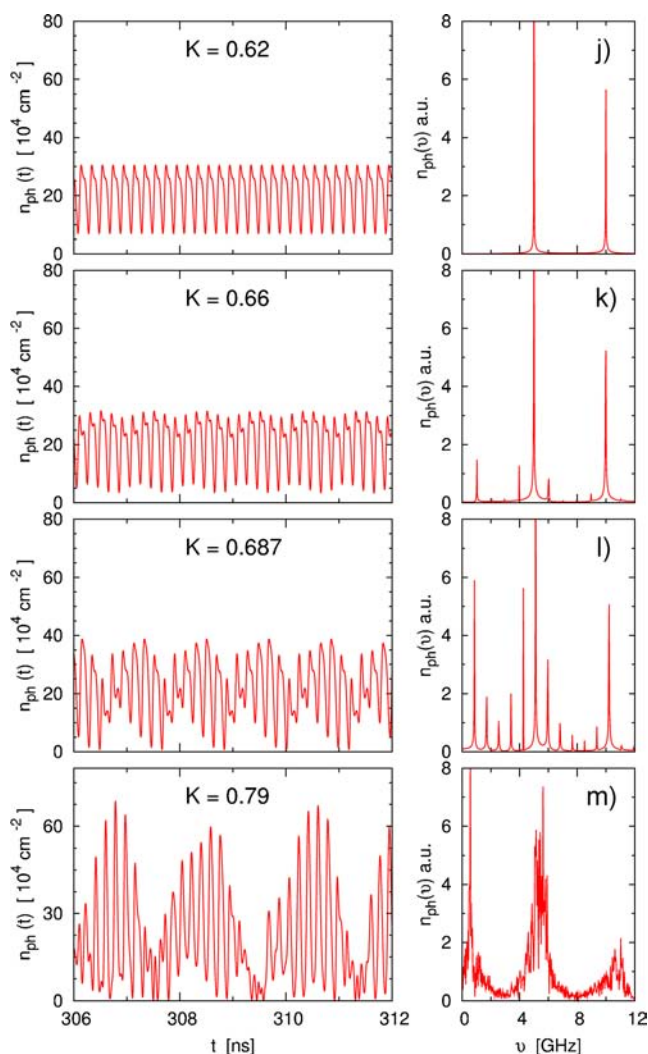 80
60
40
20
0
n_ph (t) [ 10^4 cm^-2 ]
K = 0.62
8
6
4
2
0
n_ph(υ) a.u.
j)
80
60
40
20
0
n_ph (t) [ 10^4 cm^-2 ]
K = 0.66
8
6
4
2
0
n_ph(υ) a.u.
k)
80
60
40
20
0
n_ph (t) [ 10^4 cm^-2 ]
K = 0.687
8
6
4
2
0
n_ph(υ) a.u.
l)
80
60
40
20
0
n_ph (t) [ 10^4 cm^-2 ]
K = 0.79
306 308 310 312
t [ns]
8
6
4
2
0
n_ph(υ) a.u.
m)
0 4 8 12
υ [GHz]